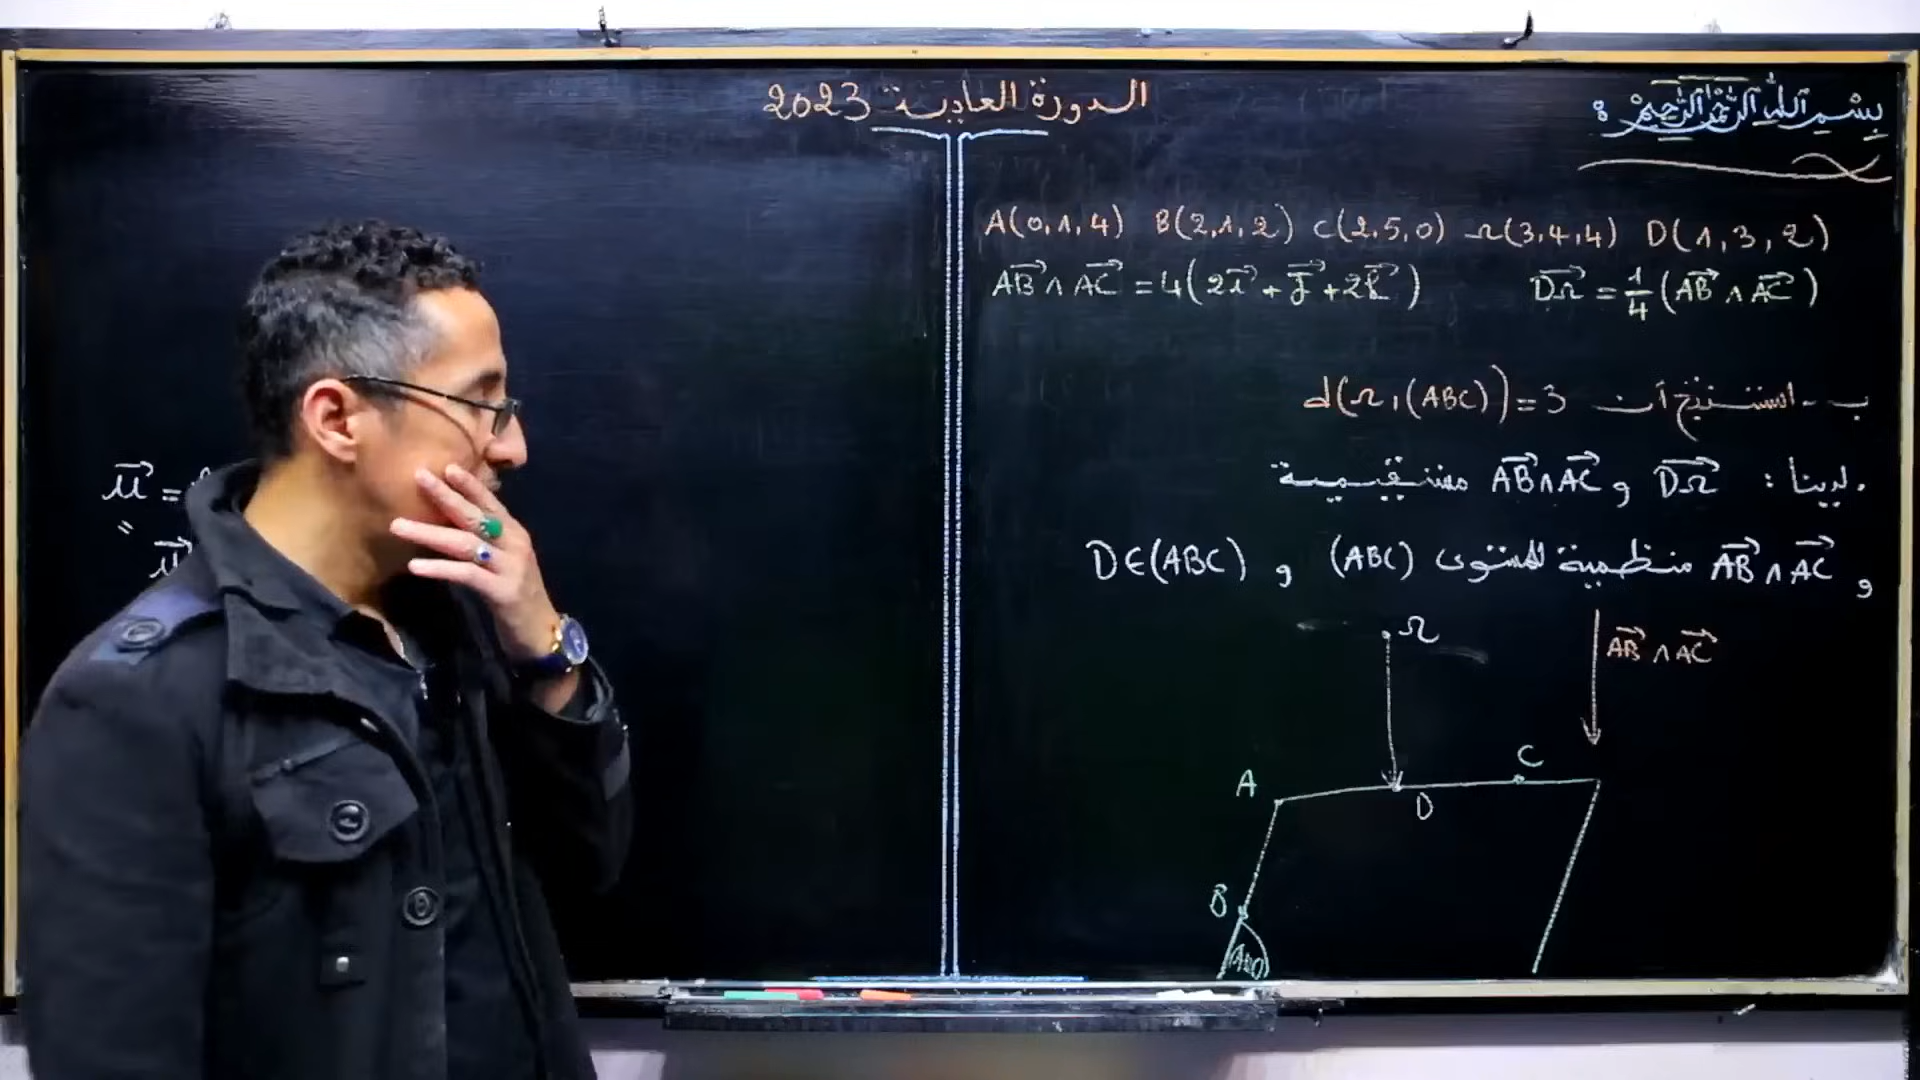 بسم الله الرحمن الرحيم :
الدورة العادية 2023
A(0,1,4) B(2,1,2) C(2,5,0) Ω(3,4,4) D(1,3,2)
AB ∧ AC = 4(2i + j + 2k) DΩ = 1/4 (AB ∧ AC)
ب - استنتج أن d(Ω,(ABC)) = 3
. لدينا : DΩ و AB∧AC مستقيمية
و AB ∧ AC منظمية للمستوى (ABC) و D∈(ABC)
Ω
AB ∧ AC
C
A
D
B
u =
"
u